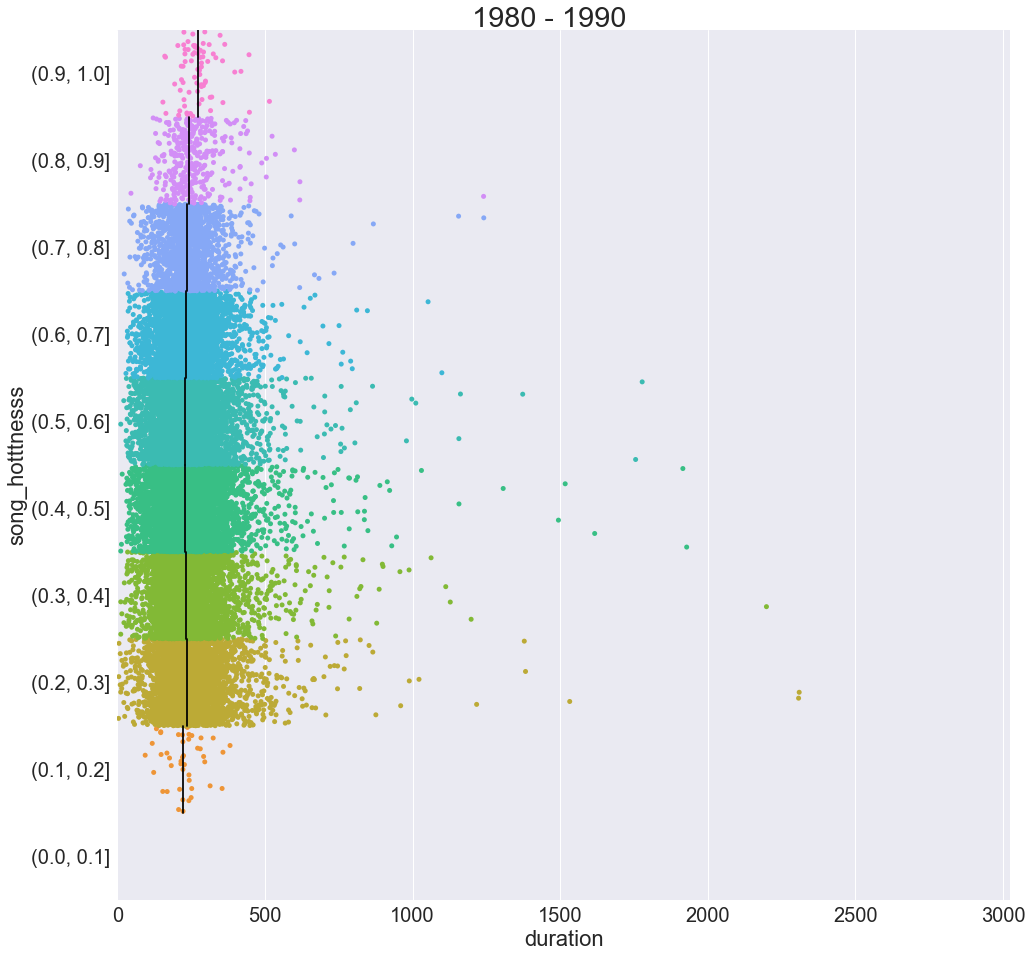 1980 - 1990
song_hotttnesss
(0.9, 1.0]
(0.8, 0.9]
(0.7, 0.8]
(0.6, 0.7]
(0.5, 0.6]
(0.4, 0.5]
(0.3, 0.4]
(0.2, 0.3]
(0.1, 0.2]
(0.0, 0.1]
0 500 1000 1500 2000 2500 3000
duration